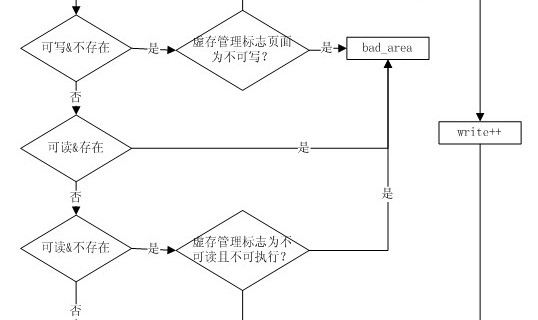 可写&不存在
是
虚存管理标志页面
为不可写？
是
bad_area
否
write++
可读&存在
是
否
是
可读&不存在
是
虚存管理标志为不
可读且不可执行？
否